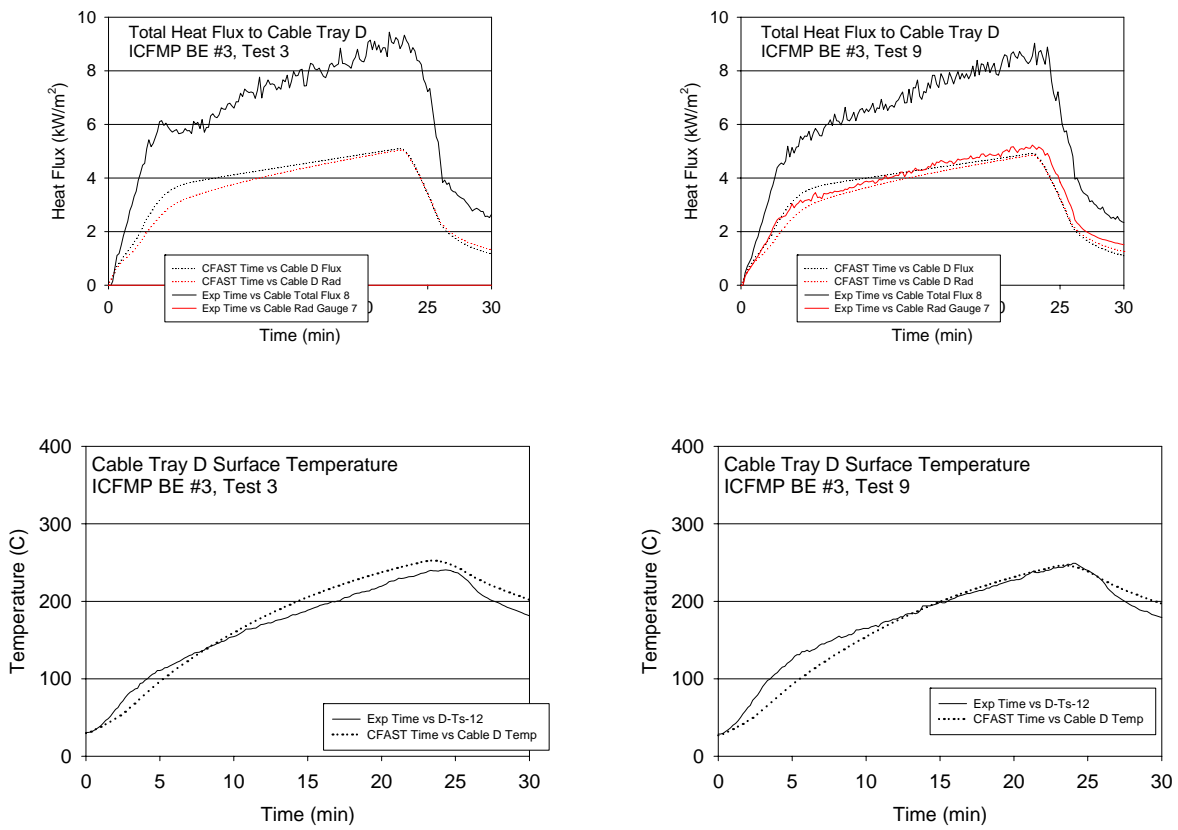 Total Heat Flux to Cable Tray D
ICFMP BE #3, Test 3
Heat Flux (kW/m²)
10
8
6
4
2
0
CFAST Time vs Cable D Flux
CFAST Time vs Cable D Rad
Exp Time vs Cable Total Flux 8
Exp Time vs Cable Rad Gauge 7
0 25 30
Time (min)
Total Heat Flux to Cable Tray D
ICFMP BE #3, Test 9
Heat Flux (kW/m²)
10
8
6
4
2
0
CFAST Time vs Cable D Flux
CFAST Time vs Cable D Rad
Exp Time vs Cable Total Flux 8
Exp Time vs Cable Rad Gauge 7
0 25 30
Time (min)
Cable Tray D Surface Temperature
ICFMP BE #3, Test 3
Temperature (C)
400
300
200
100
0
Exp Time vs D-Ts-12
CFAST Time vs Cable D Temp
0 5 10 15 20 25 30
Time (min)
Cable Tray D Surface Temperature
ICFMP BE #3, Test 9
Temperature (C)
400
300
200
100
0
Exp Time vs D-Ts-12
CFAST Time vs Cable D Temp
0 5 10 15 20 25 30
Time (min)